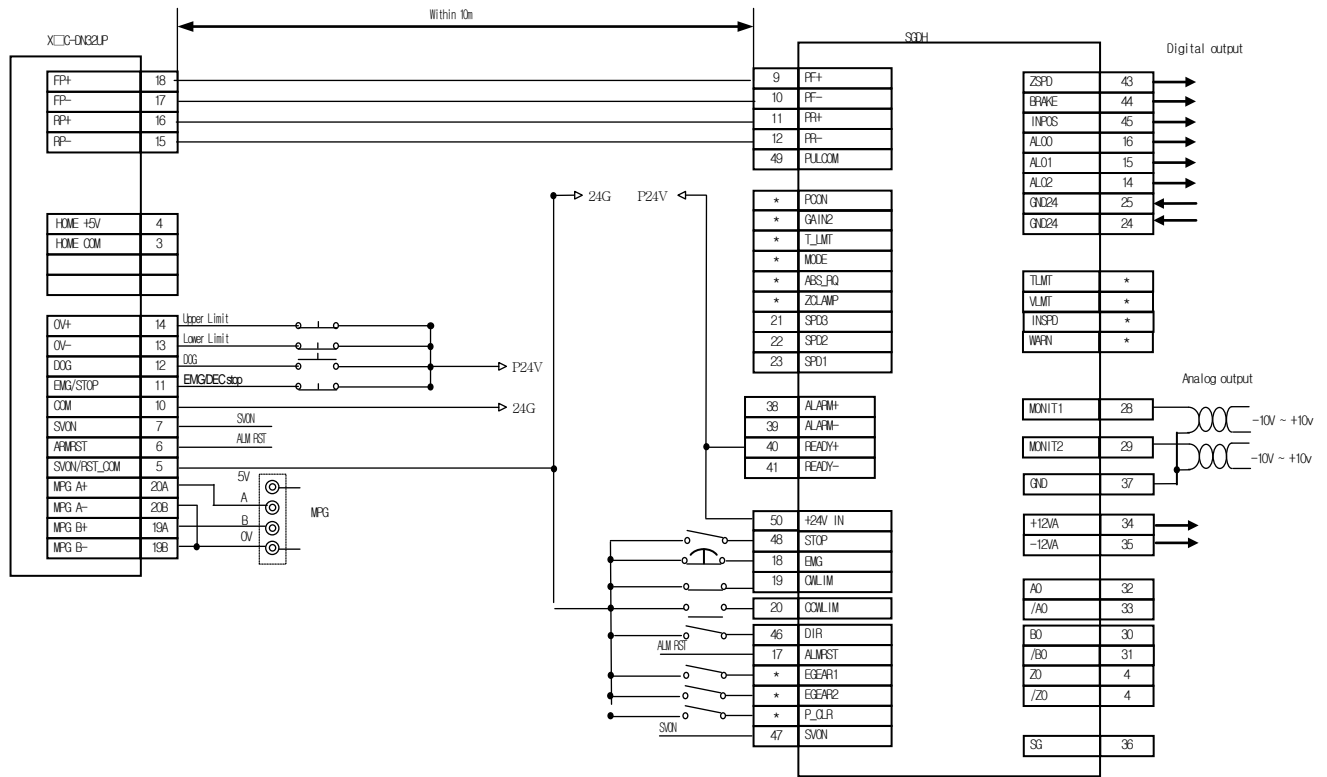 Within 10m
X□C-DN32UP
SGDH
Digital output
FP+ 18
FP- 17
RP+ 16
RP- 15
HOME +5V 4
HOME COM 3
OV+ 14 Upper Limit
OV- 13 Lower Limit
DOG 12 DOG
EMG/STOP 11 EMG/DEC stop
COM 10
SVON 7 SVON
ARMRST 6 ALM RST
SVON/RST_COM 5
MPG A+ 20A
MPG A- 20B
MPG B+ 19A
MPG B- 19B
P24V
24G
5V
A
B
0V
MPG
24G P24V
9 PF+
10 PF-
11 PR+
12 PR-
49 PULCOM
* PCON
* GAIN2
* T_LMT
* MODE
* ABS_RQ
* ZCLAMP
21 SPD3
22 SPD2
23 SPD1
38 ALARM+
39 ALARM-
40 READY+
41 READY-
50 +24V IN
48 STOP
18 EMG
19 CWLIM
20 CCWLIM
46 DIR
ALM RST 17 ALMRST
* EGEAR1
* EGEAR2
* P_CLR
SVON 47 SVON
ZSPD 43
BRAKE 44
INPOS 45
ALO0 16
ALO1 15
ALO2 14
GND24 25
GND24 24
TLMT *
VLMT *
INSPD *
WARN *
Analog output
MONIT1 28
-10V ~ +10v
MONIT2 29
-10V ~ +10v
GND 37
+12VA 34
-12VA 35
AO 32
/AO 33
BO 30
/BO 31
ZO 4
/ZO 4
SG 36